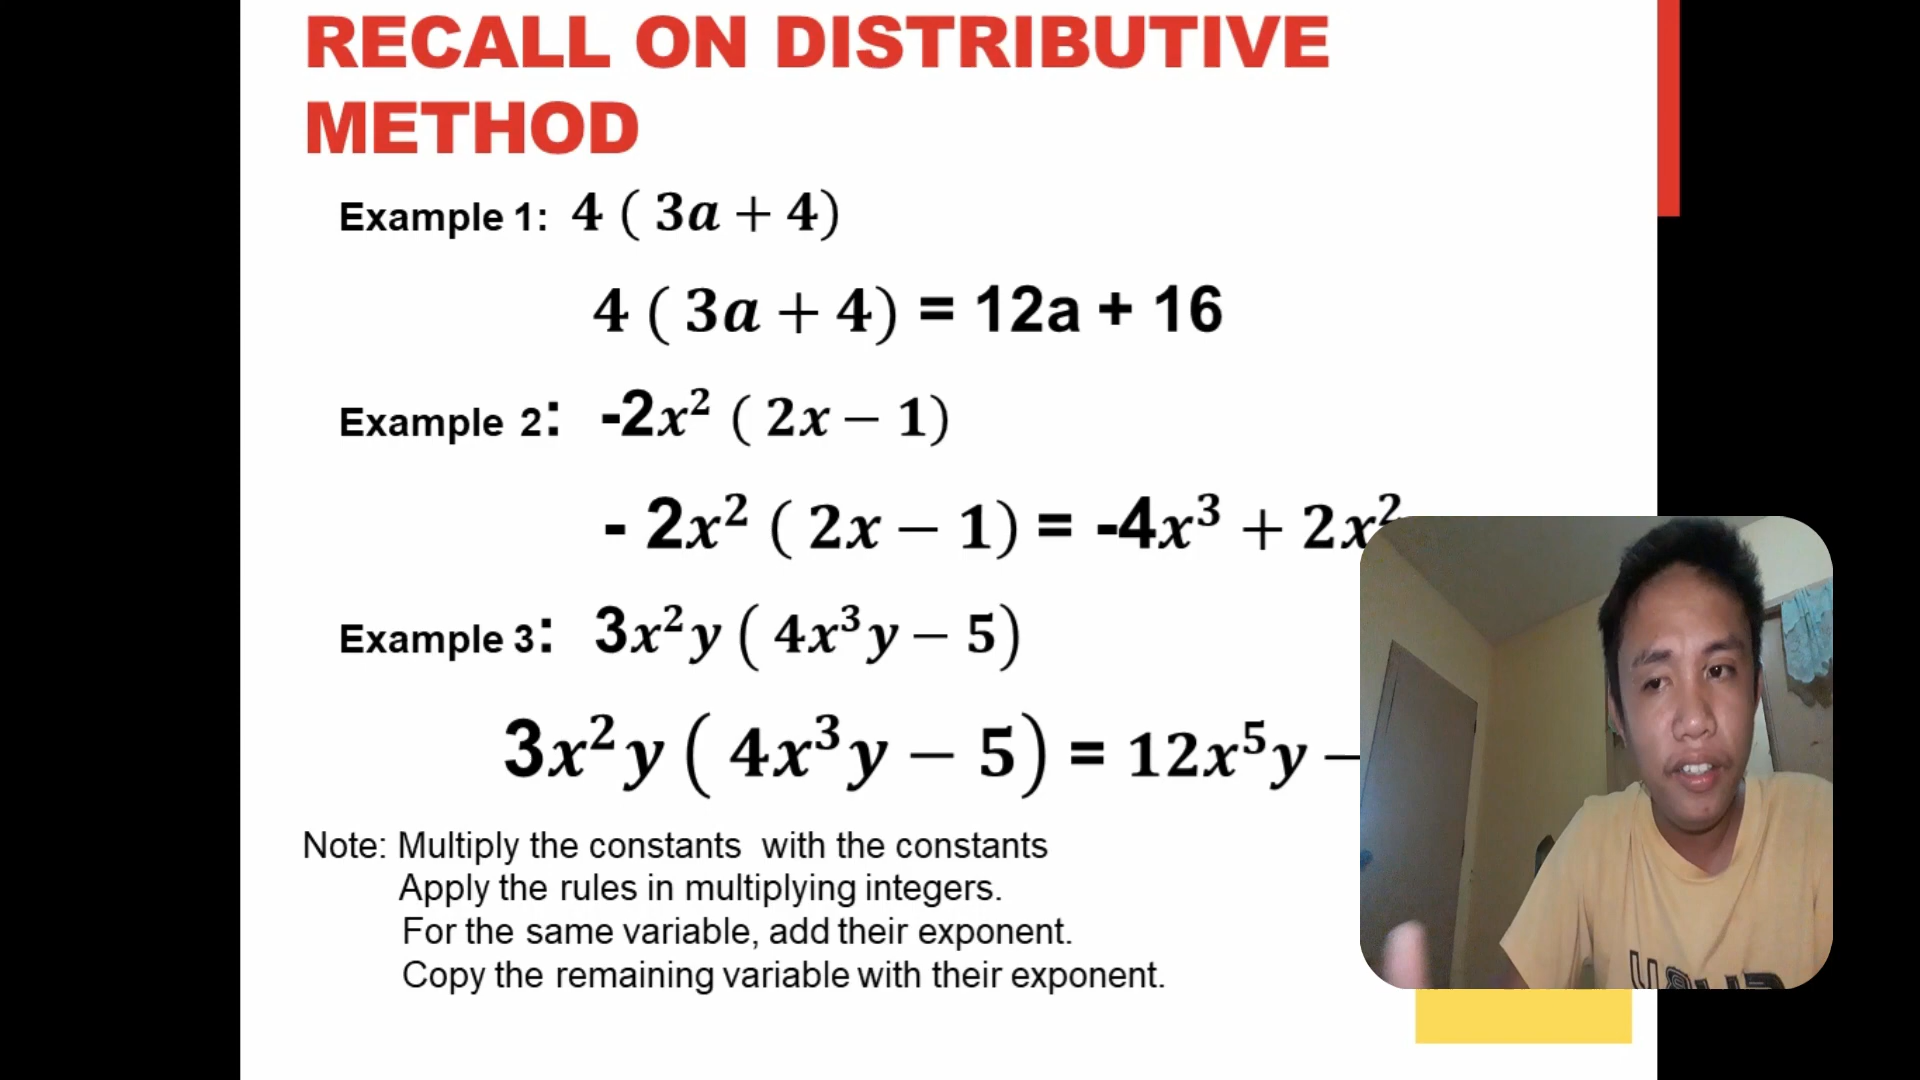 RECALL ON DISTRIBUTIVE
METHOD
Example 1: 4 ( 3a + 4)
4 ( 3a + 4) = 12a + 16
Example 2: -2x² ( 2x − 1)
- 2x² ( 2x − 1) = -4x³ + 2x²
Example 3: 3x²y ( 4x³y − 5)
3x²y ( 4x³y − 5) = 12x⁵y −
Note: Multiply the constants with the constants
Apply the rules in multiplying integers.
For the same variable, add their exponent.
Copy the remaining variable with their exponent.